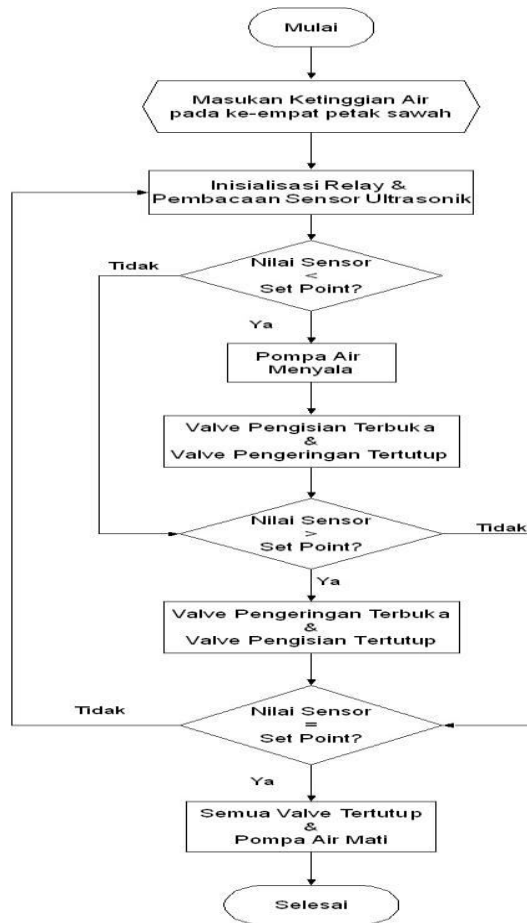 Mulai
Masukan Ketinggian Air
pada ke-empat petak sawah
Inisialisasi Relay &
Pembacaan Sensor Ultrasonik
Tidak
Nilai Sensor
<
Set Point?
Ya
Pompa Air
Menyala
Valve Pengisian Terbuka
&
Valve Pengeringan Tertutup
Nilai Sensor
>
Set Point?
Tidak
Ya
Valve Pengeringan Terbuka
&
Valve Pengisian Tertutup
Tidak
Nilai Sensor
=
Set Point?
Ya
Semua Valve Tertutup
&
Pompa Air Mati
Selesai